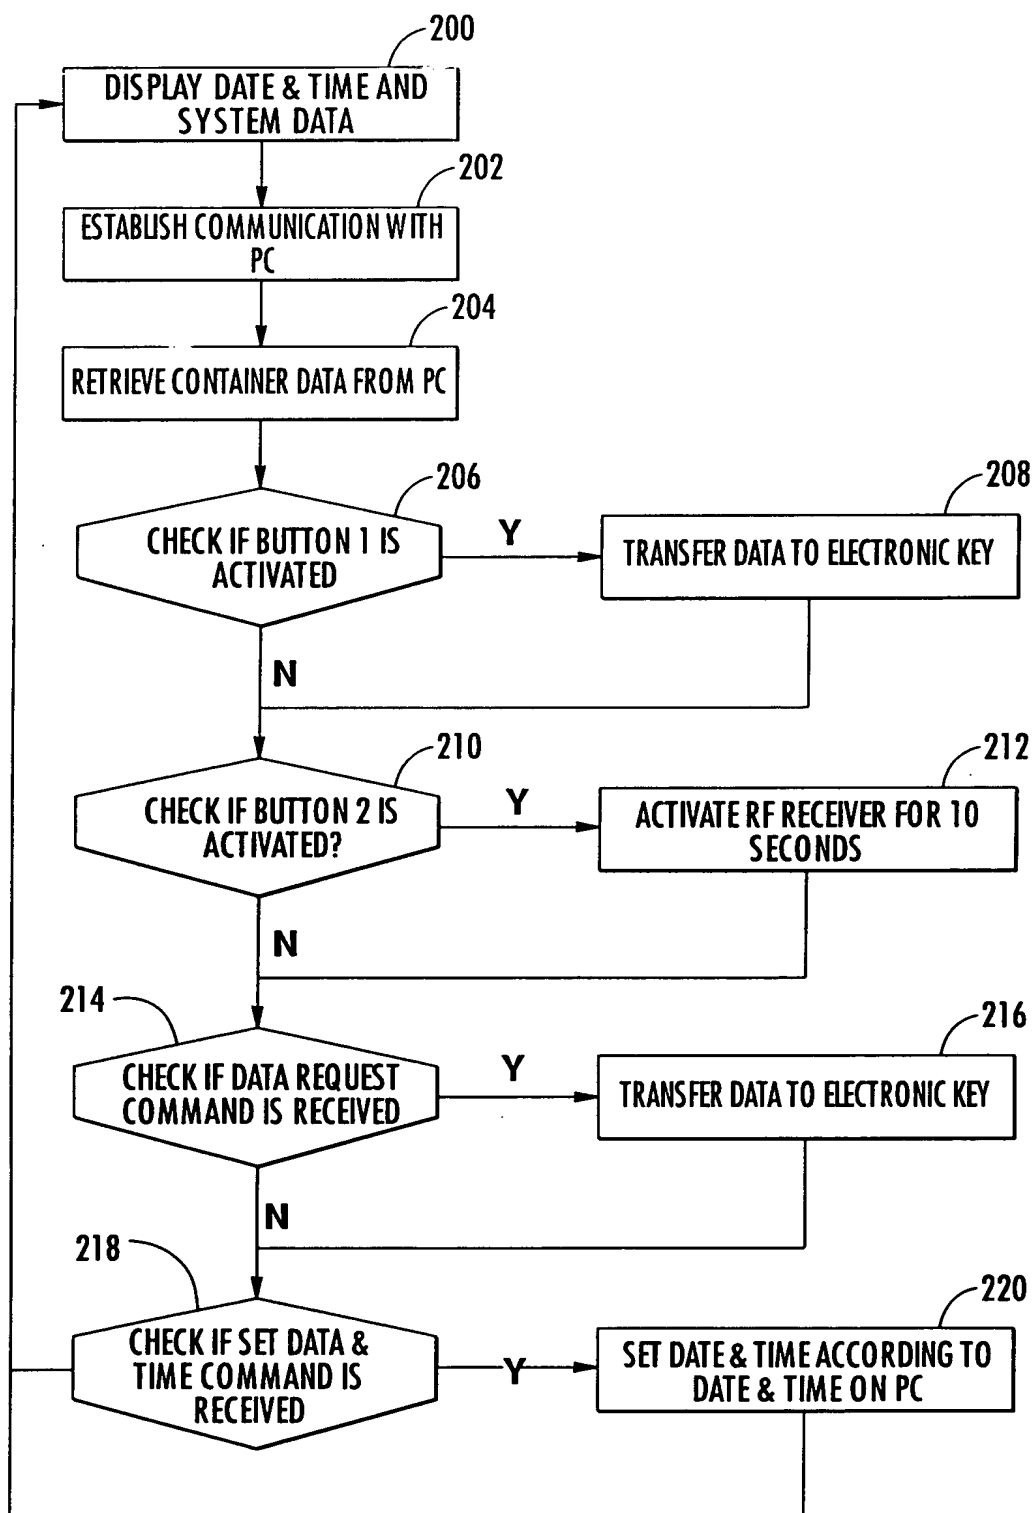 200
DISPLAY DATE & TIME AND
SYSTEM DATA
202
ESTABLISH COMMUNICATION WITH
PC
204
RETRIEVE CONTAINER DATA FROM PC
206
CHECK IF BUTTON 1 IS
ACTIVATED
Y
208
TRANSFER DATA TO ELECTRONIC KEY
N
210
CHECK IF BUTTON 2 IS
ACTIVATED?
Y
212
ACTIVATE RF RECEIVER FOR 10
SECONDS
N
214
CHECK IF DATA REQUEST
COMMAND IS RECEIVED
Y
216
TRANSFER DATA TO ELECTRONIC KEY
N
218
CHECK IF SET DATA &
TIME COMMAND IS
RECEIVED
Y
220
SET DATE & TIME ACCORDING TO
DATE & TIME ON PC